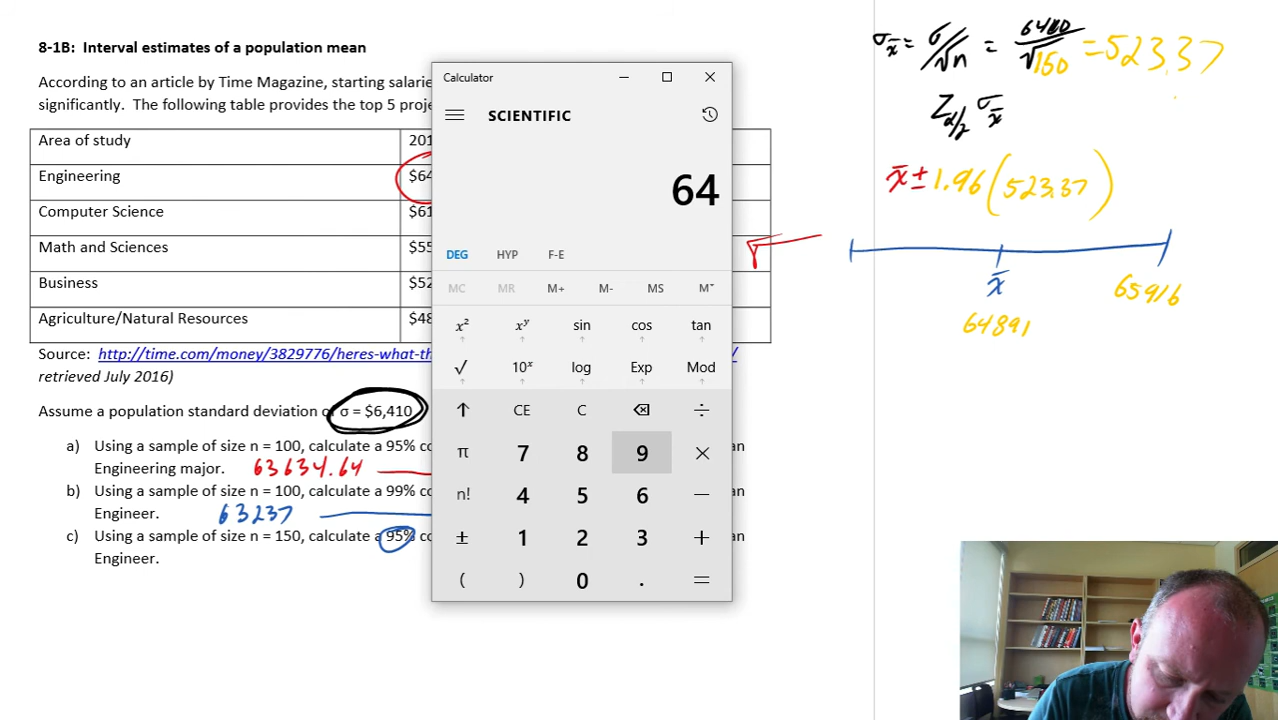 8-1B: Interval estimates of a population mean
According to an article by Time Magazine, starting salarie
significantly. The following table provides the top 5 proje
Area of study 201
Engineering $64
Computer Science $61
Math and Sciences $55
Business $52
Agriculture/Natural Resources $48
Source: http://time.com/money/3829776/heres-what-th
retrieved July 2016)
Assume a population standard deviation of σ = $6,410
a) Using a sample of size n = 100, calculate a 95% co an
Engineering major. 63634.64
b) Using a sample of size n = 100, calculate a 99% co an
Engineer. 63237
c) Using a sample of size n = 150, calculate a 95% co an
Engineer.
Calculator
SCIENTIFIC
64
DEG HYP F-E
MC MR M+ M- MS M˅
x² xʸ sin cos tan
√ 10ˣ log Exp Mod
↑ CE C ⌫ ÷
π 7 8 9 ×
n! 4 5 6 −
± 1 2 3 +
( ) 0 . =
σx̄ = σ/√n = 6410/√150 = 523.37
Zα/2 σx̄
x̄ ± 1.96 (523.37)
x̄ 65916
64891